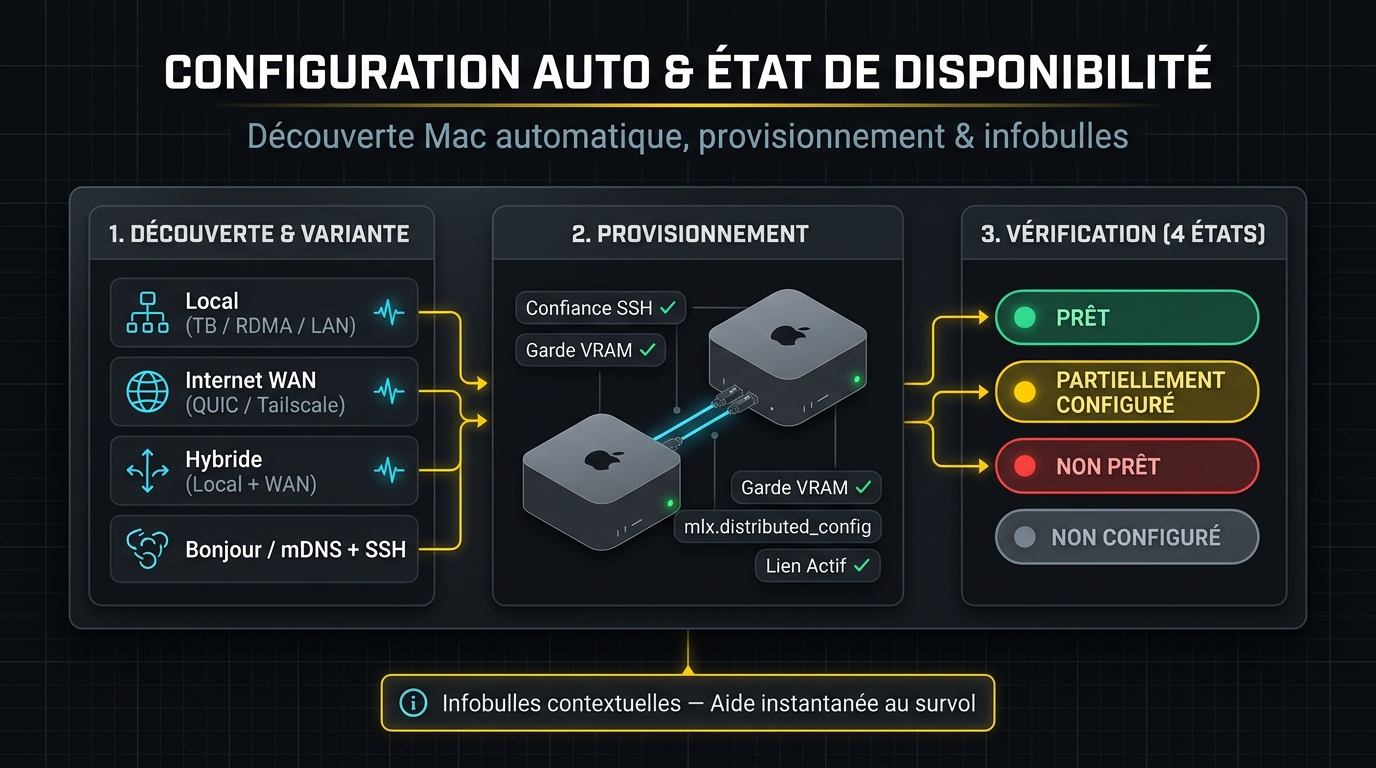 CONFIGURATION AUTO & ÉTAT DE DISPONIBILITÉ
Découverte Mac automatique, provisionnement & infobulles
1. DÉCOUVERTE & VARIANTE
Local
(TB / RDMA / LAN)
Internet WAN
(QUIC / Tailscale)
Hybride
(Local + WAN)
Bonjour / mDNS + SSH
2. PROVISIONNEMENT
Confiance SSH ✓
Garde VRAM ✓
Garde VRAM ✓
mlx.distributed_config
Lien Actif ✓
3. VÉRIFICATION (4 ÉTATS)
PRÊT
PARTIELLEMENT
CONFIGURÉ
NON PRÊT
NON CONFIGURÉ
Infobulles contextuelles — Aide instantanée au survol